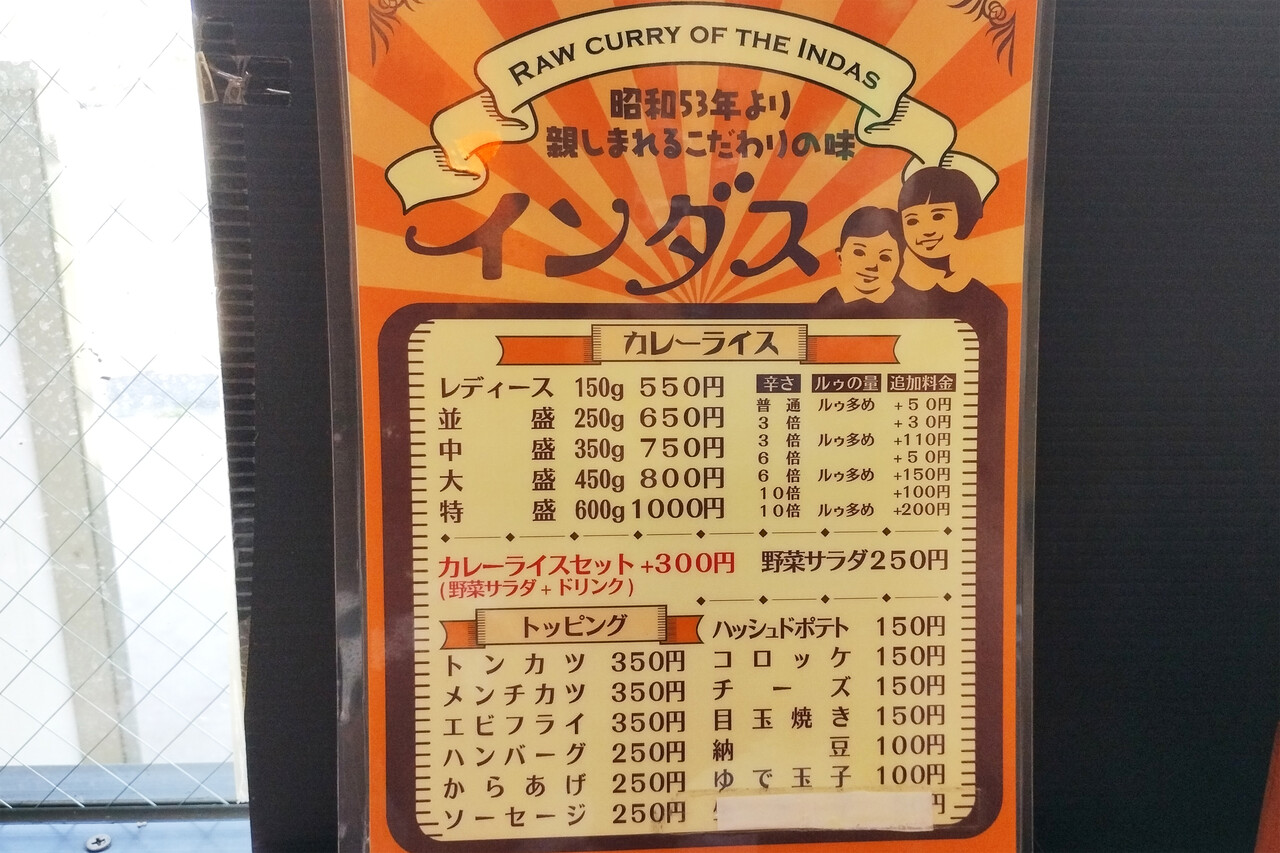 RAW CURRY OF THE INDAS
昭和53年より
親しまれるこだわりの味
インダス
カレーライス
レディース 150g 550円
並盛 250g 650円
中盛 350g 750円
大盛 450g 800円
特盛 600g 1000円
辛さ ルゥの量 追加料金
普通 ルゥ多め +50円
3倍 +30円
3倍 ルゥ多め +110円
6倍 +50円
6倍 ルゥ多め +150円
10倍 +100円
10倍 ルゥ多め +200円
カレーライスセット +300円
(野菜サラダ+ドリンク)
野菜サラダ250円
トッピング
トンカツ 350円
メンチカツ 350円
エビフライ 350円
ハンバーグ 250円
からあげ 250円
ソーセージ 250円
ハッシュドポテト 150円
コロッケ 150円
チーズ 150円
目玉焼き 150円
納豆 100円
ゆで玉子 100円